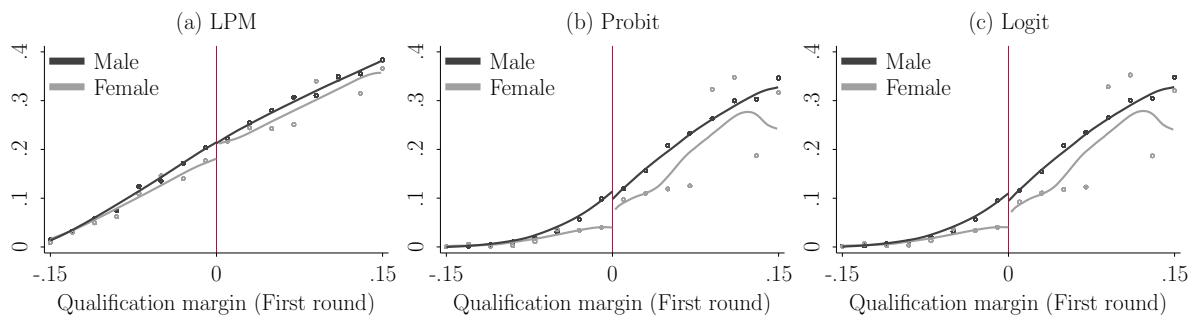 (a) LPM
.4
.3
.2
.1
0
Male
Female
-.15
0
.15
Qualification margin (First round)
(b) Probit
.4
.3
.2
.1
0
Male
Female
-.15
0
.15
Qualification margin (First round)
(c) Logit
.4
.3
.2
.1
0
Male
Female
-.15
0
.15
Qualification margin (First round)